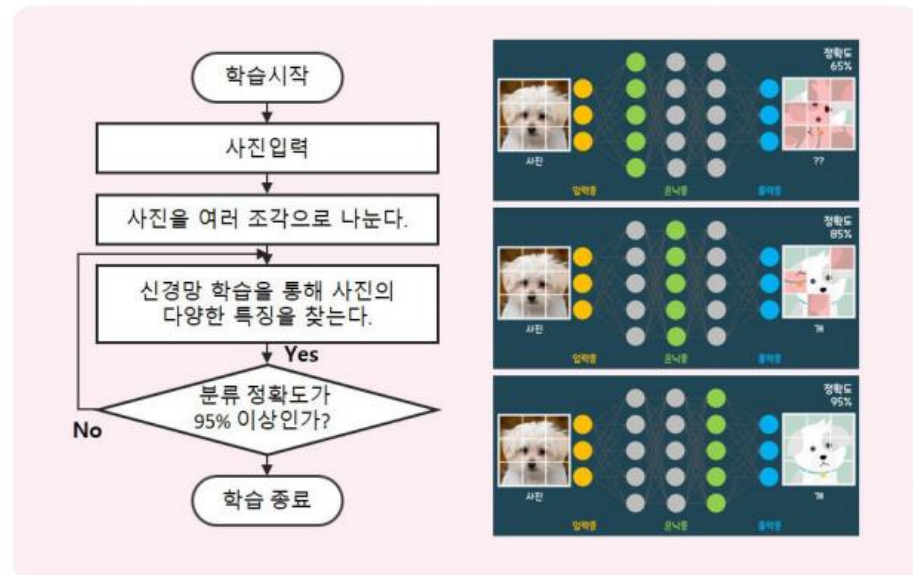 학습시작
사진입력
사진을 여러 조각으로 나눈다.
신경망 학습을 통해 사진의
다양한 특징을 찾는다.
Yes
분류 정확도가
95% 이상인가?
No
학습 종료
정확도
65%
사진
??
입력층
은닉층
출력층
정확도
85%
사진
개
입력층
은닉층
출력층
정확도
95%
사진
개
입력층
은닉층
출력층